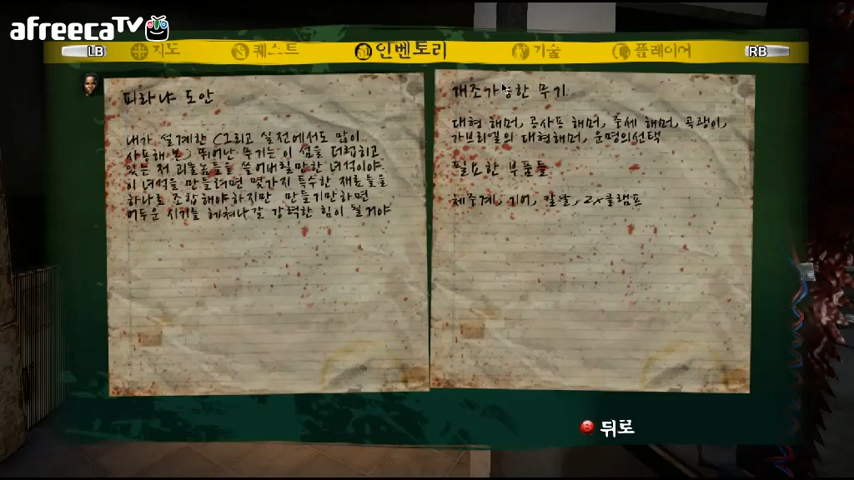 afreecaTV
LB 지도 퀘스트 인벤토리 기술 플레이어 RB
피라냐 도안
내가 설계한 (그리고 실전에서도 많이
사용해 본) 뛰어난 무기는 이 섬을 더럽히고
있는 저 괴물놈들을 쓸어버릴만한 녀석이야.
이 녀석을 만들려면 몇가지 특수한 재료들을
하나로 조합해야하지만 만들기만하면
어두운 시기를 헤쳐나갈 강력한 힘이 될거야
개조가능한 무기
대형 해머, 공사표 해머, 중세 해머, 곡괭이,
가브리엘의 대형해머, 운명의선택
필요한 부품들
체중계, 기어, 칼날, 2x클램프
B 뒤로